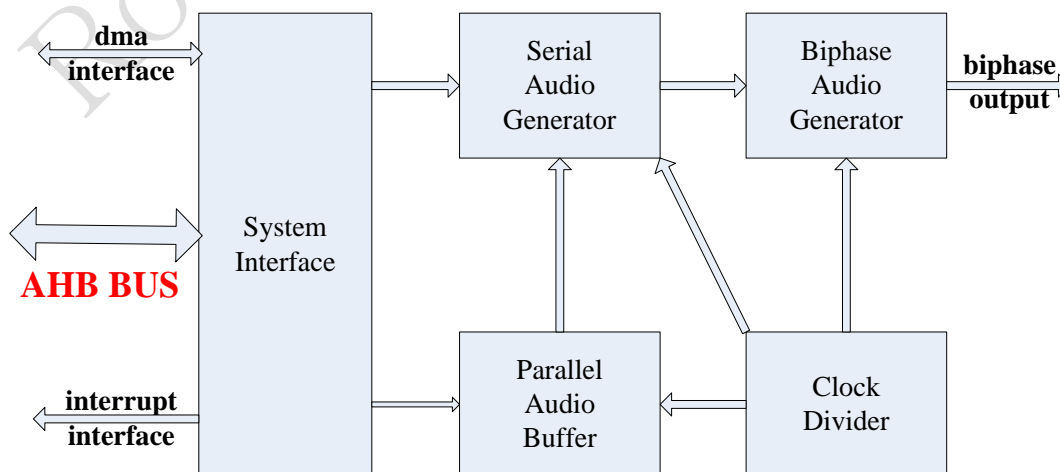 dma
interface
Serial
Audio
Generator
Biphase
Audio
Generator
biphase
output
System
Interface
AHB BUS
interrupt
interface
Parallel
Audio
Buffer
Clock
Divider